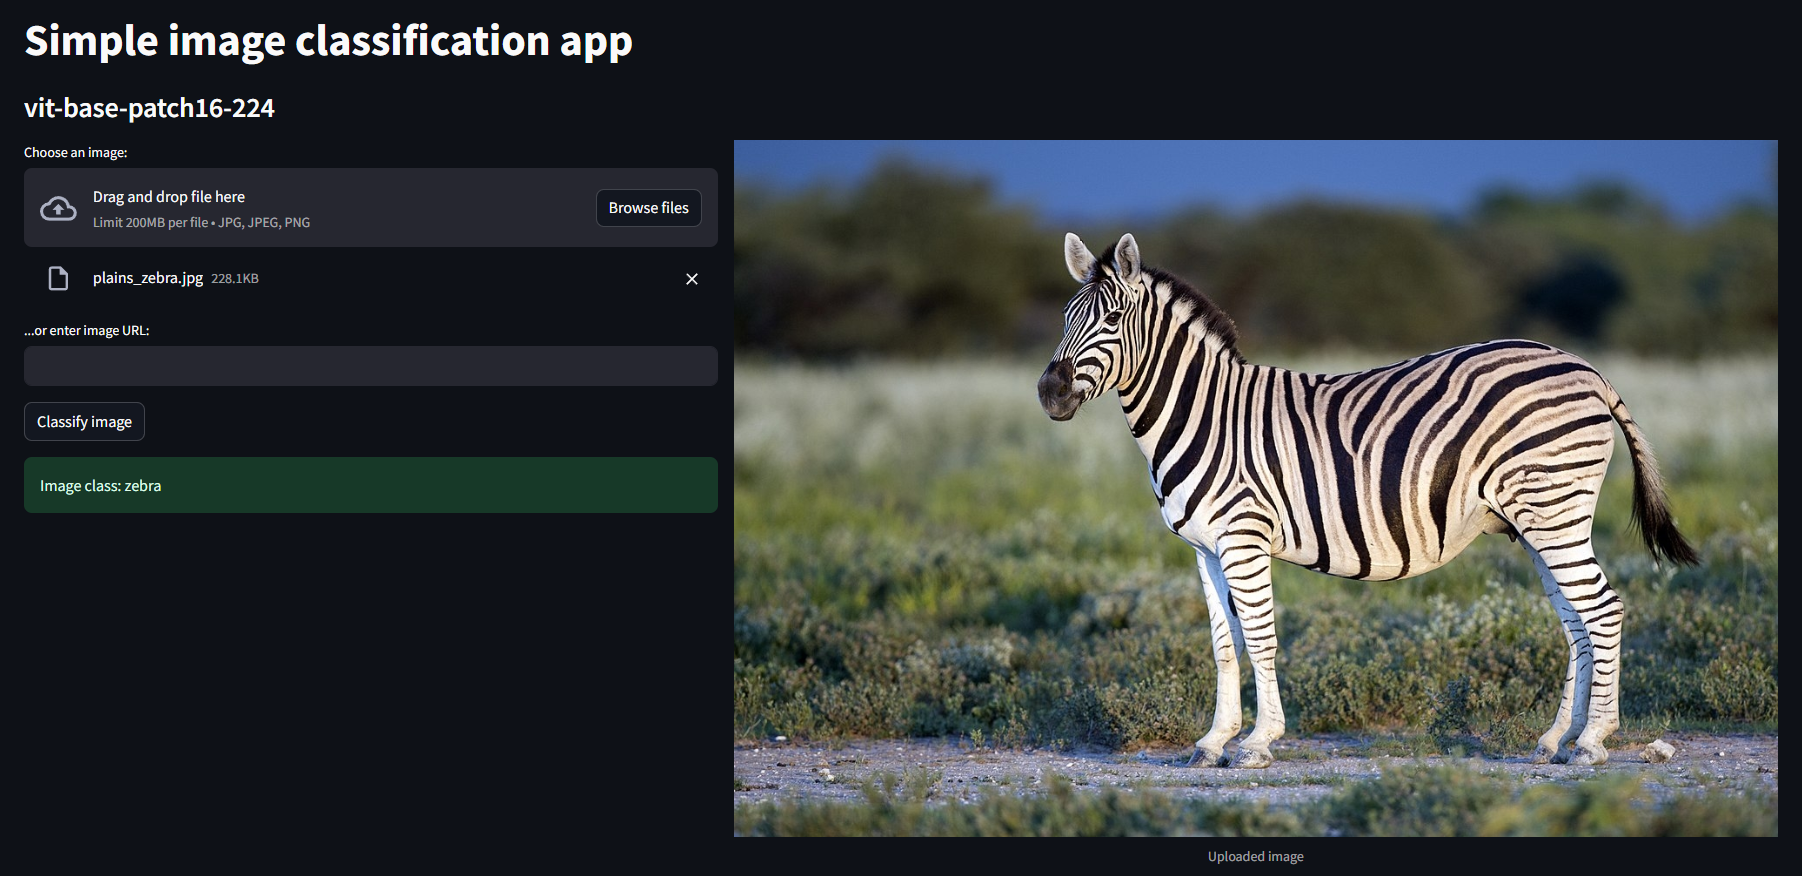 Simple image classification app
vit-base-patch16-224
Choose an image:
Drag and drop file here
Limit 200MB per file • JPG, JPEG, PNG
Browse files
plains_zebra.jpg 228.1KB
...or enter image URL:
Classify image
Image class: zebra
Uploaded image